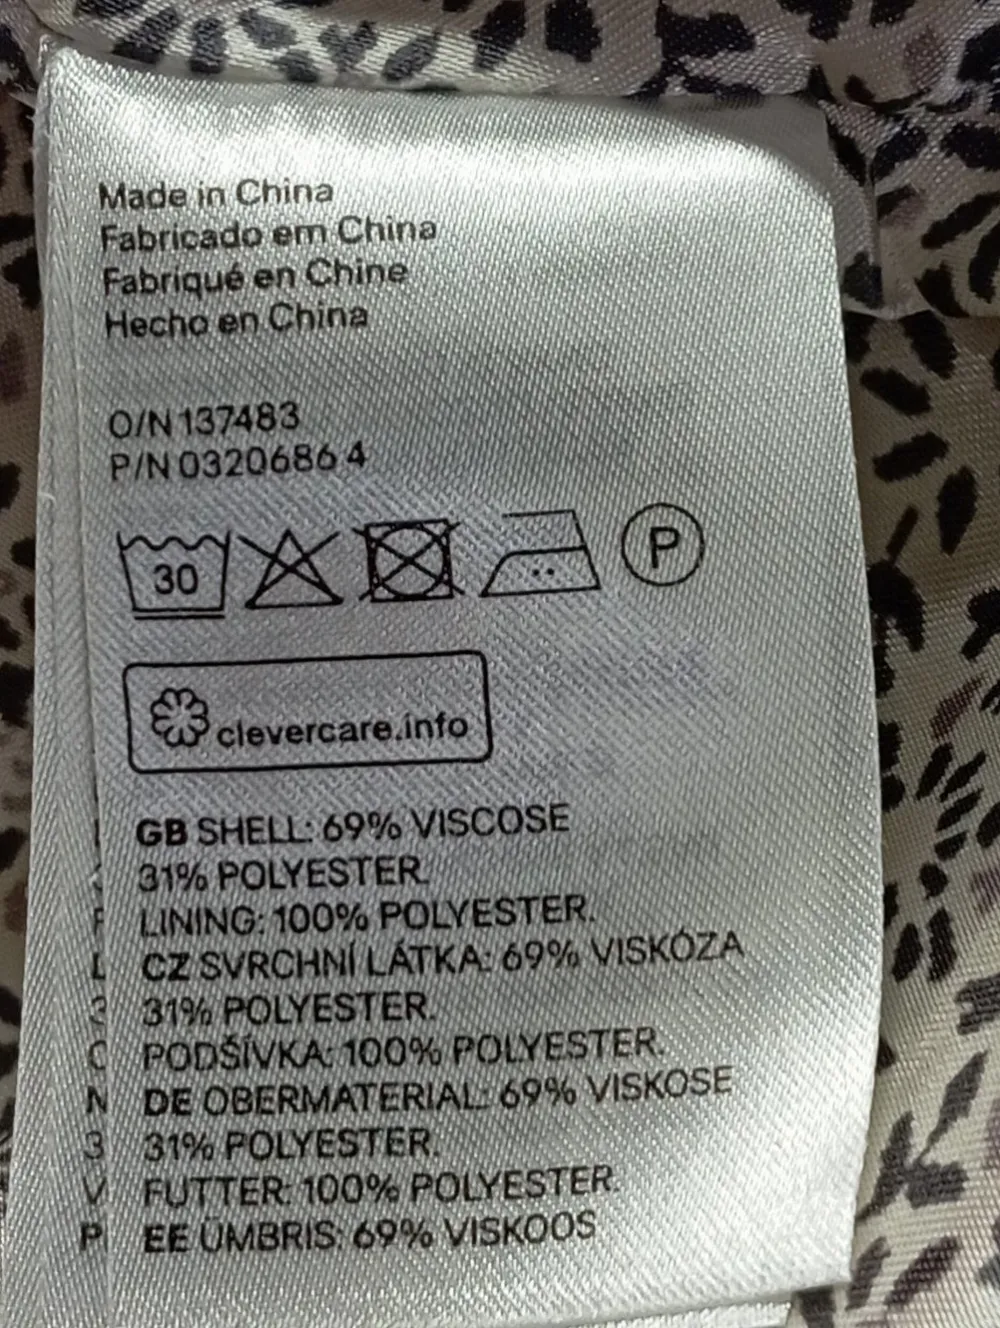 Made in China
Fabricado em China
Fabriqué en Chine
Hecho en China
O/N 137483
P/N 0320686 4
30
P
clevercare.info
GB SHELL: 69% VISCOSE
31% POLYESTER.
LINING: 100% POLYESTER.
CZ SVRCHNÍ LÁTKA: 69% VISKÓZA
31% POLYESTER.
PODŠÍVKA: 100% POLYESTER.
DE OBERMATERIAL: 69% VISKOSE
31% POLYESTER.
FUTTER: 100% POLYESTER.
EE ÜMBRIS: 69% VISKOOS